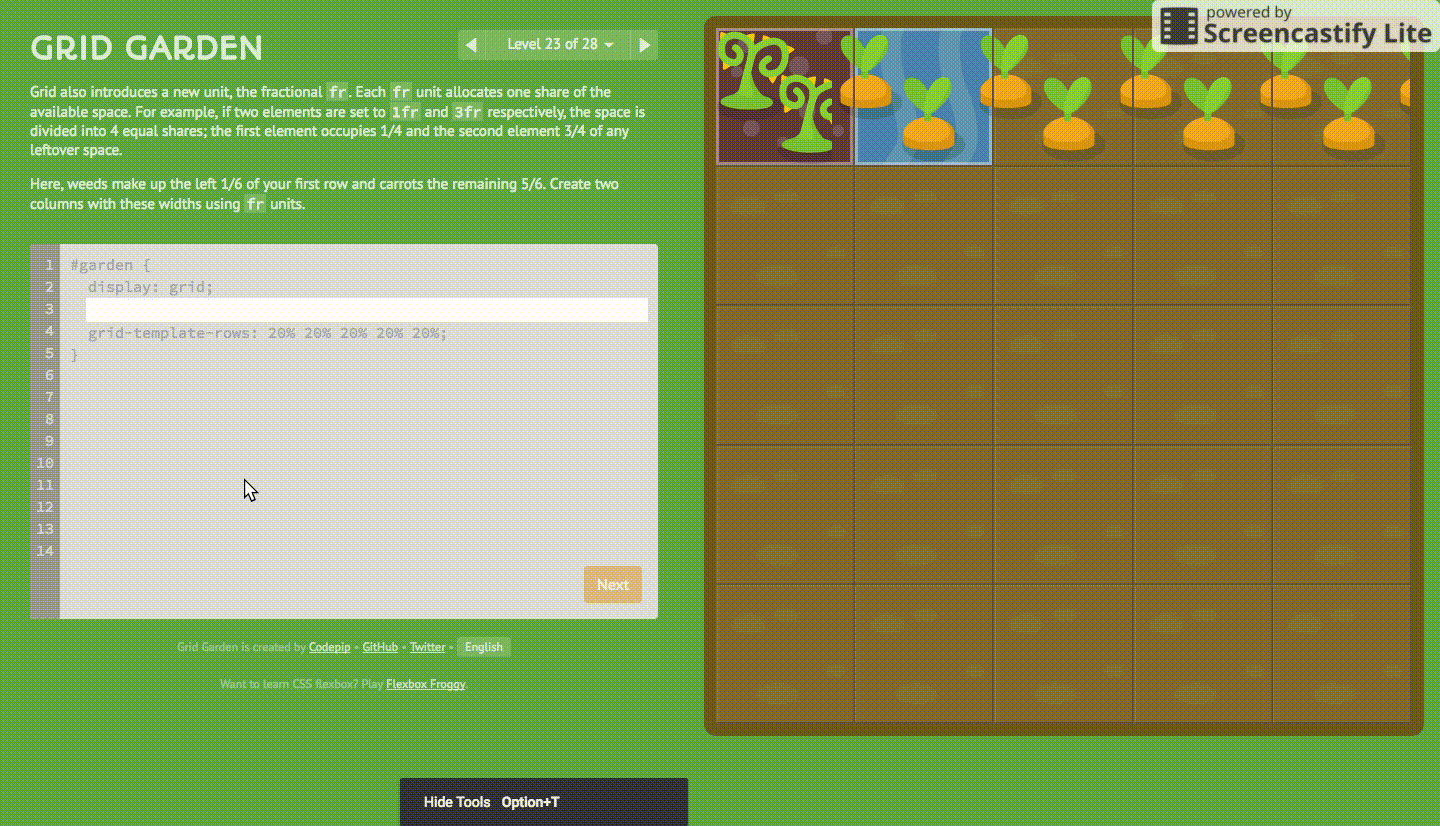 GRID GARDEN
Level 23 of 28
powered by
Screencastify Lite
Grid also introduces a new unit, the fractional fr. Each fr unit allocates one share of the
available space. For example, if two elements are set to 1fr and 3fr respectively, the space is
divided into 4 equal shares; the first element occupies 1/4 and the second element 3/4 of any
leftover space.
Here, weeds make up the left 1/6 of your first row and carrots the remaining 5/6. Create two
columns with these widths using fr units.
1 #garden {
2 display: grid;
3
4 grid-template-rows: 20% 20% 20% 20% 20%;
5 }
6
7
8
9
10
11
12
13
14
Next
Grid Garden is created by Codepip • GitHub • Twitter • English
Want to learn CSS flexbox? Play Flexbox Froggy.
Hide Tools Option+T